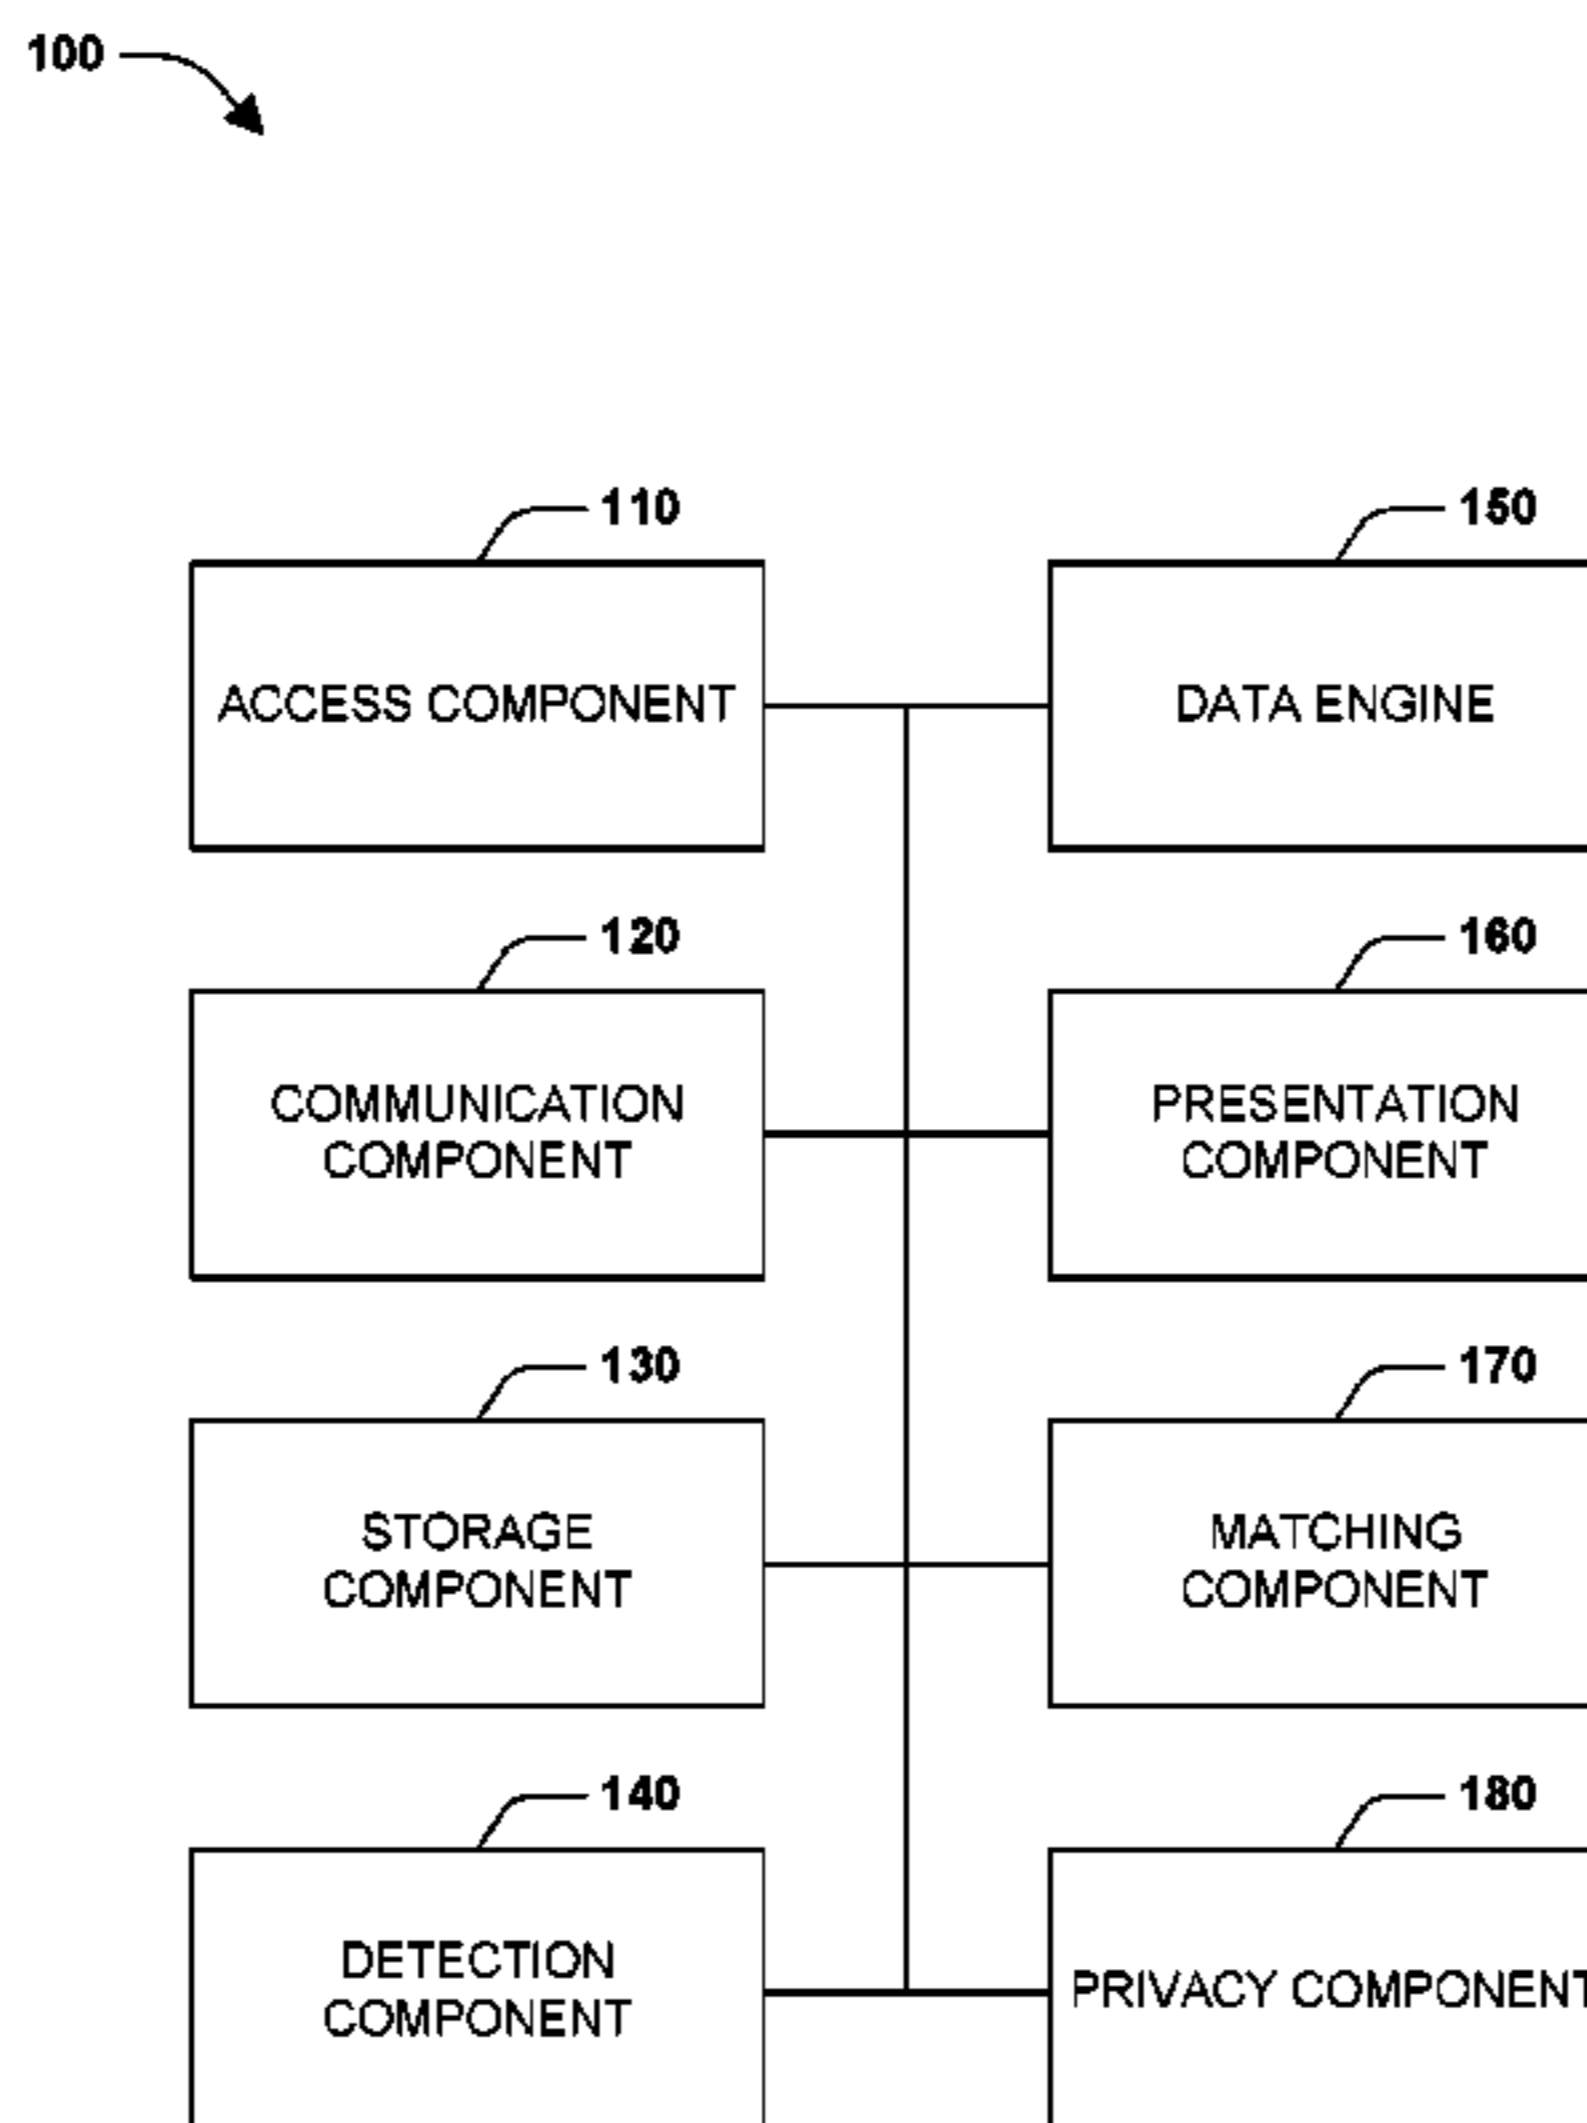 100
110
150
ACCESS COMPONENT
DATA ENGINE
120
160
COMMUNICATION
COMPONENT
PRESENTATION
COMPONENT
130
170
STORAGE
COMPONENT
MATCHING
COMPONENT
140
180
DETECTION
COMPONENT
PRIVACY COMPONENT